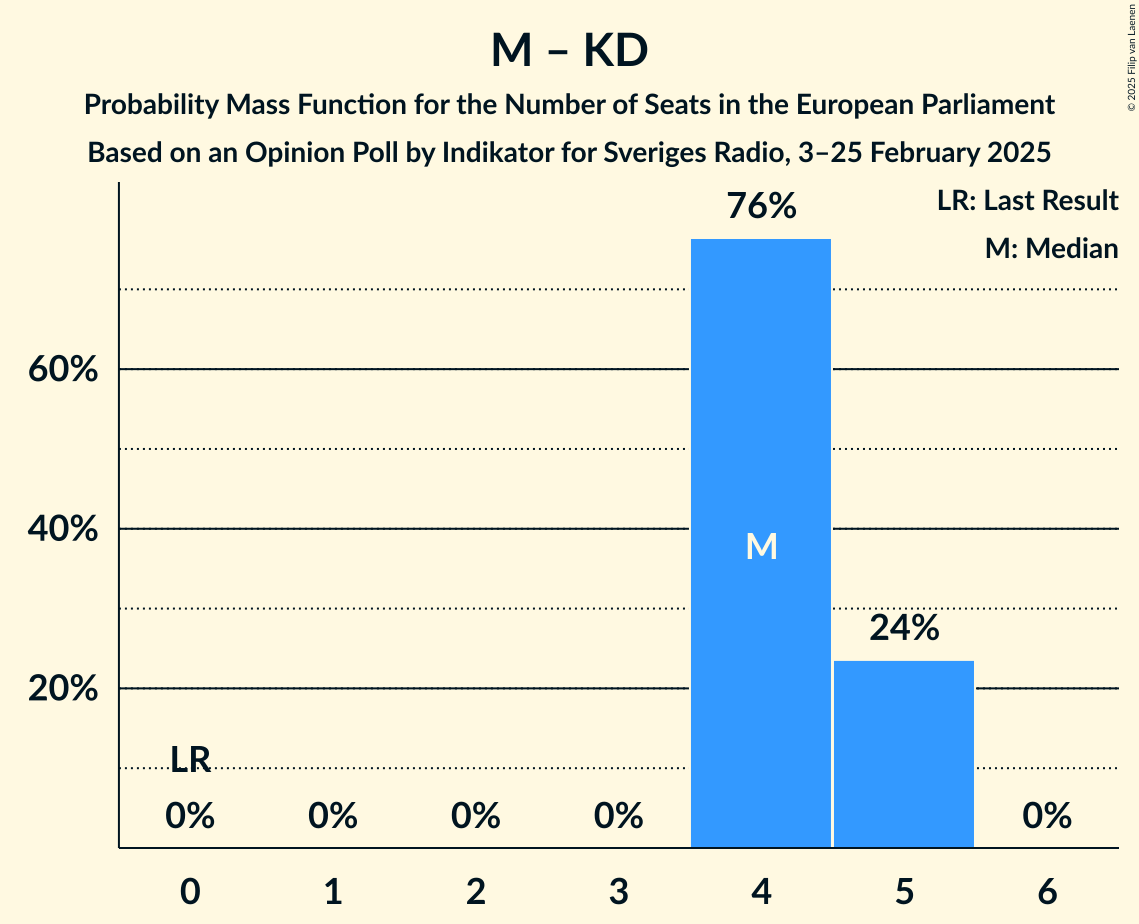 M – KD
Probability Mass Function for the Number of Seats in the European Parliament
Based on an Opinion Poll by Indikator for Sveriges Radio, 3–25 February 2025
© 2025 Filip van Laenen
LR: Last Result
M: Median
76%
60%
40%
M
24%
20%
LR
0% 0% 0% 0% 0%
0 1 2 3 4 5 6